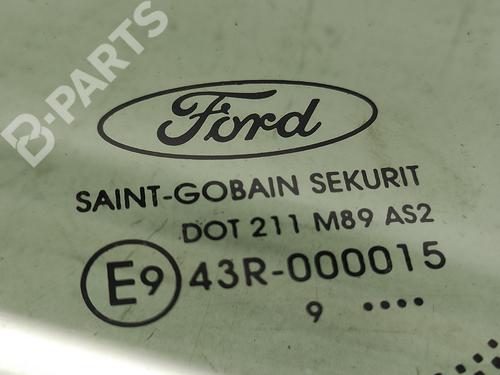 B-PARTS
Ford
SAINT-GOBAIN SEKURIT
DOT 211 M89 AS2
E9 43R-000015
9 ••••